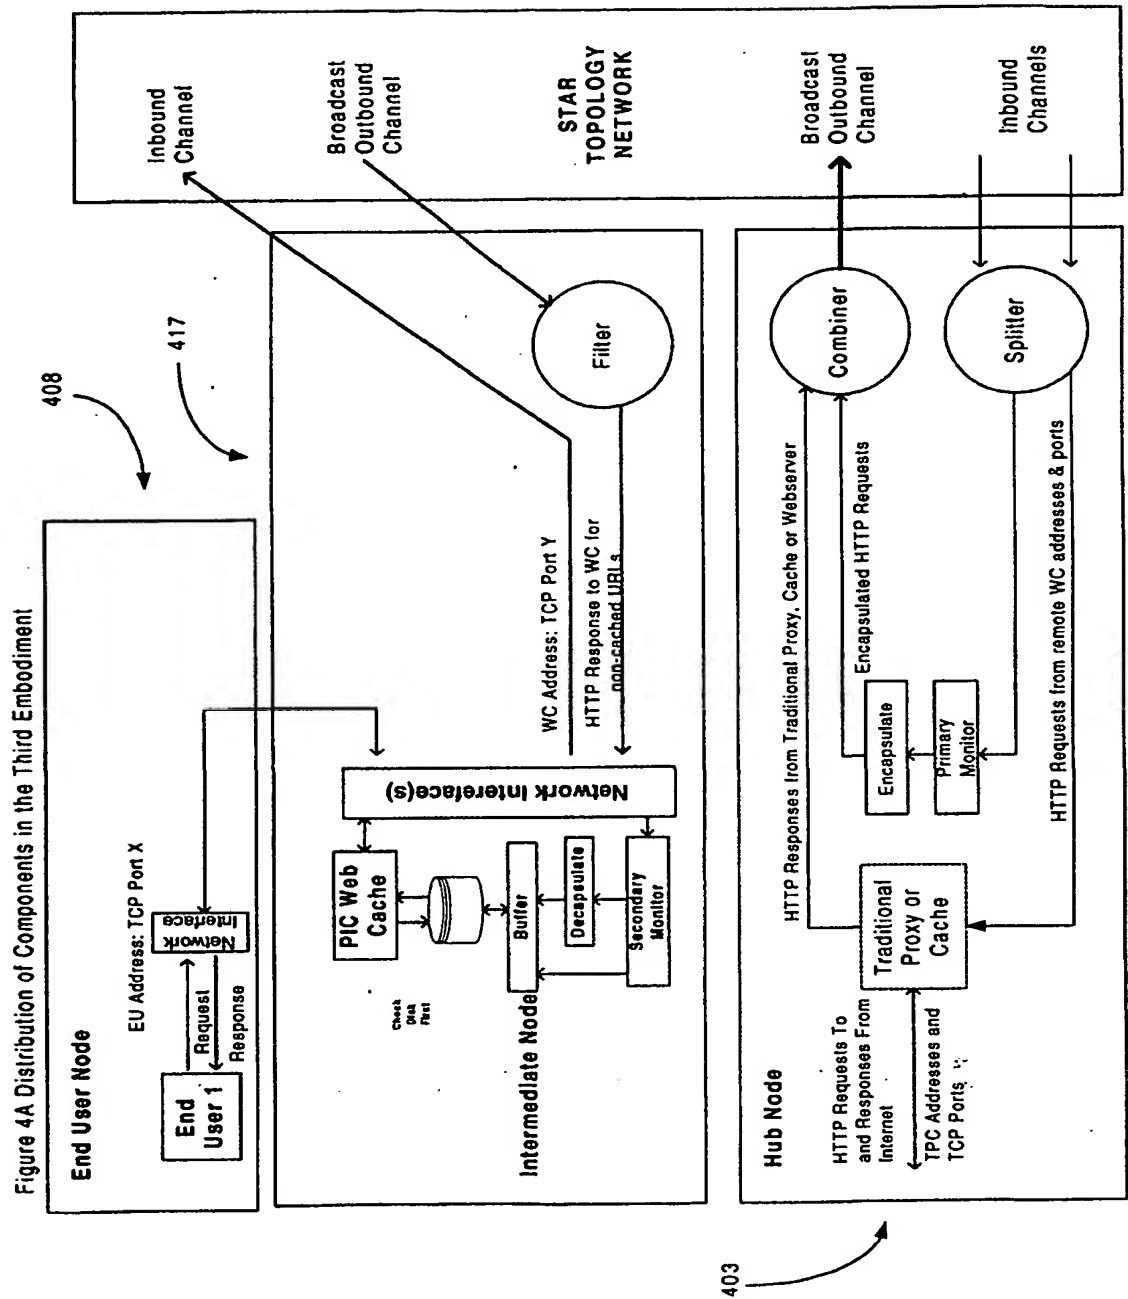 Figure 4A Distribution of Components in the Third Embodiment
408
417
403
End User Node
EU Address: TCP Port X
End
User 1
Request
Response
Network
Interface
Intermediate Node
Check
Disk
First
PIC Web
Cache
Buffer
Decapsulate
Secondary
Monitor
Network Intereface(s)
WC Address: TCP Port Y
HTTP Response to WC for
non-cached URLs
Filter
Hub Node
HTTP Requests To
and Responses From
Internet
TPC Addresses and
TCP Ports
Traditional
Proxy or
Cache
HTTP Responses from Traditional Proxy, Cache or Webserver
Encapsulate
Primary
Monitor
Encapsulated HTTP Requests
HTTP Requests from remote WC addresses & ports
Combiner
Splitter
Inbound
Channel
Broadcast
Outbound
Channel
STAR
TOPOLOGY
NETWORK
Broadcast
Outbound
Channel
Inbound
Channels